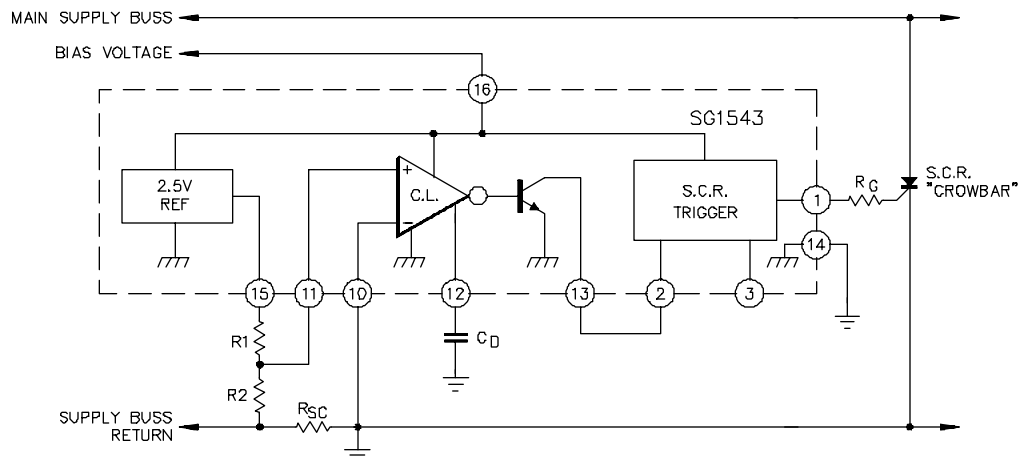 MAIN SUPPLY BUSS
BIAS VOLTAGE
16
SG1543
2.5V
REF
+
C.L.
−
S.C.R.
TRIGGER
1
RG
S.C.R.
"CROWBAR"
14
15
11
10
12
13
2
3
R1
CD
R2
RSC
SUPPLY BUSS
RETURN